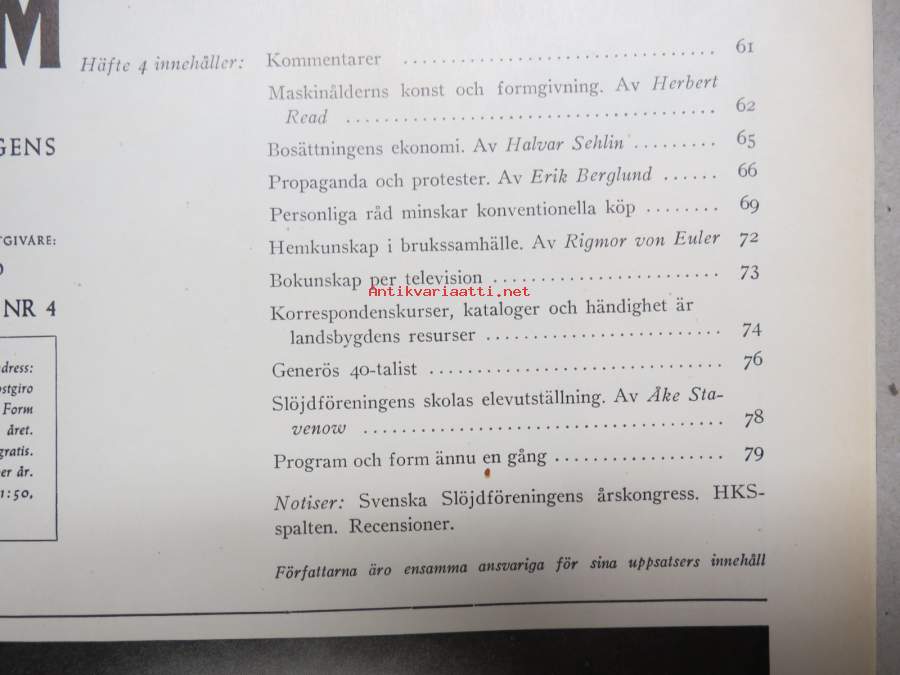 M
GENS
TGIVARE:
NR 4
dress:
ostgiro
Form
året.
gratis.
er år.
1:50,
Häfte 4 innehåller:
Kommentarer .................................. 61
Maskinålderns konst och formgivning. Av Herbert
Read ........................................ 62
Bosättningens ekonomi. Av Halvar Sehlin ......... 65
Propaganda och protester. Av Erik Berglund ...... 66
Personliga råd minskar konventionella köp ........ 69
Hemkunskap i brukssamhälle. Av Rigmor von Euler 72
Bokunskap per television ........................ 73
Antikvariaatti.net
Korrespondenskurser, kataloger och händighet är
landsbygdens resurser ......................... 74
Generös 40-talist ............................... 76
Slöjdföreningens skolas elevutställning. Av Åke Sta-
venow ...................................... 78
Program och form ännu en gång .................. 79
Notiser: Svenska Slöjdföreningens årskongress. HKS-
spalten. Recensioner.
Författarna äro ensamma ansvariga för sina uppsatsers innehåll